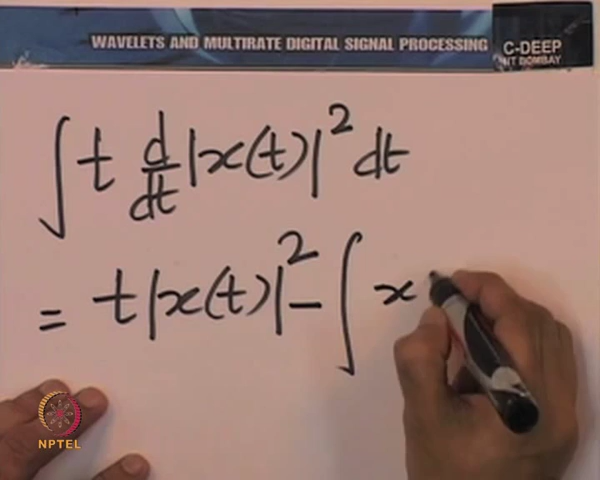 WAVELETS AND MULTIRATE DIGITAL SIGNAL PROCESSING
C-DEEP
IIT BOMBAY
∫ t d/dt |x(t)|² dt
= t|x(t)|² - ∫ x
NPTEL